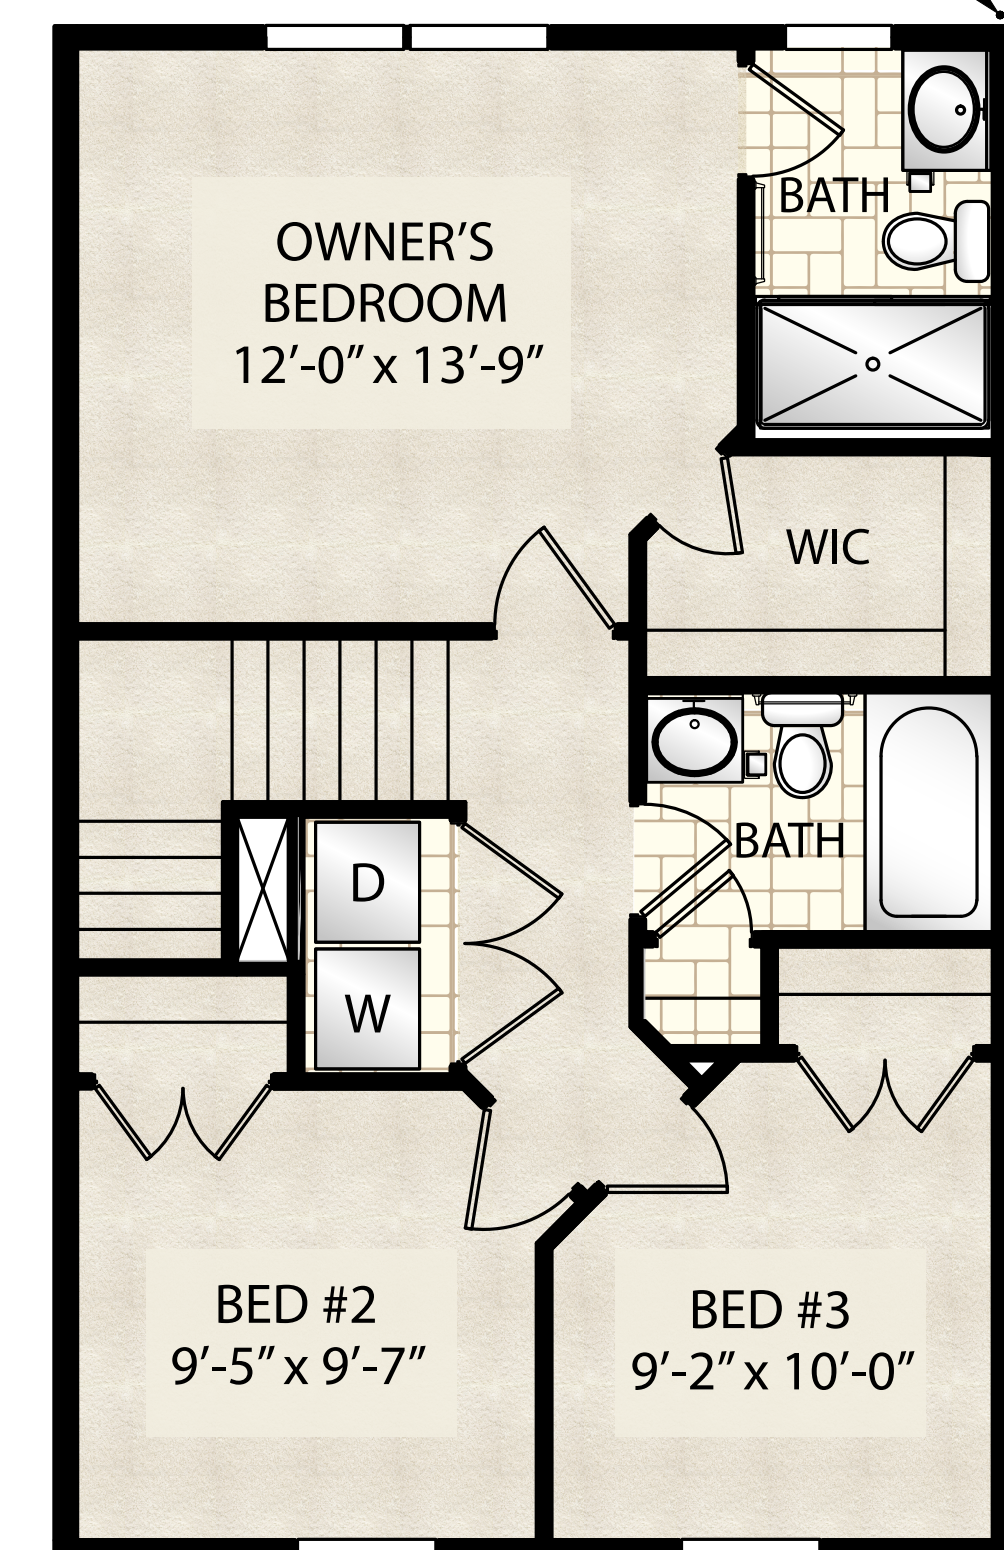 BATH
OWNER’S
BEDROOM
12’-0” x 13’-9”
WIC
BATH
D
W
BED #2
9’-5” x 9’-7”
BED #3
9’-2” x 10’-0”